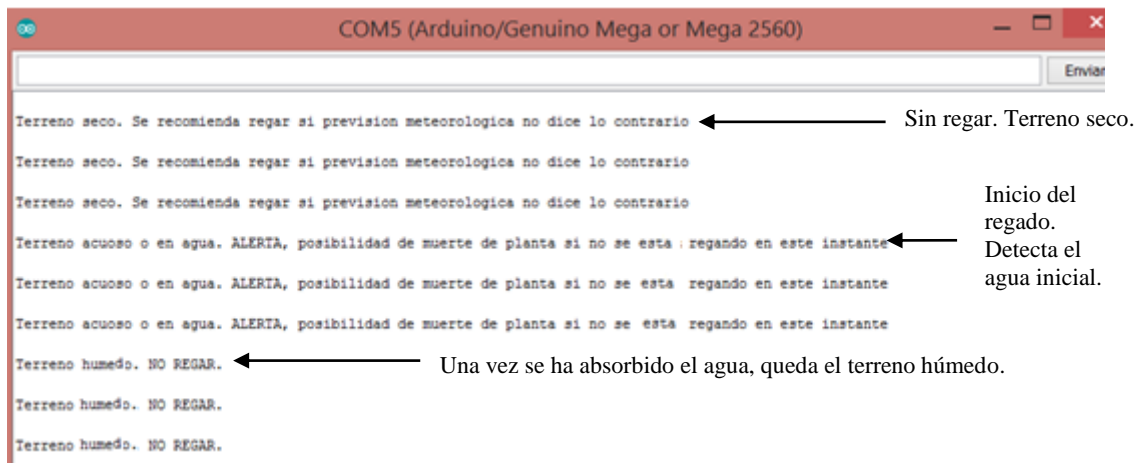 COM5 (Arduino/Genuino Mega or Mega 2560)
Enviar
Terreno seco. Se recomienda regar si prevision meteorologica no dice lo contrario
Sin regar. Terreno seco.
Terreno seco. Se recomienda regar si prevision meteorologica no dice lo contrario
Terreno seco. Se recomienda regar si prevision meteorologica no dice lo contrario
Inicio del
regado.
Detecta el
agua inicial.
Terreno acuoso o en agua. ALERTA, posibilidad de muerte de planta si no se esta regando en este instante
Terreno acuoso o en agua. ALERTA, posibilidad de muerte de planta si no se esta regando en este instante
Terreno acuoso o en agua. ALERTA, posibilidad de muerte de planta si no se esta regando en este instante
Terreno humedo. NO REGAR.
Una vez se ha absorbido el agua, queda el terreno húmedo.
Terreno humedo. NO REGAR.
Terreno humedo. NO REGAR.